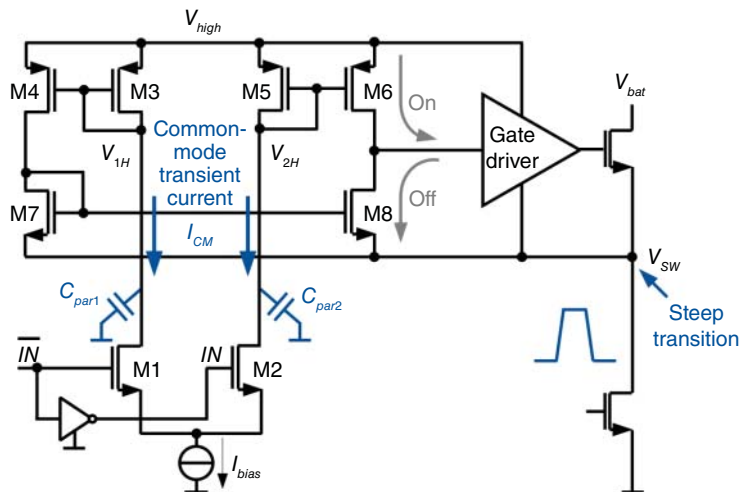 V_high
V_bat
M4
M3
M5
M6
On
Common-
mode
transient
current
Gate
driver
V_1H
V_2H
M7
M8
Off
I_CM
V_SW
C_par1
C_par2
Steep
transition
I̅N̅
IN
M1
M2
I_bias